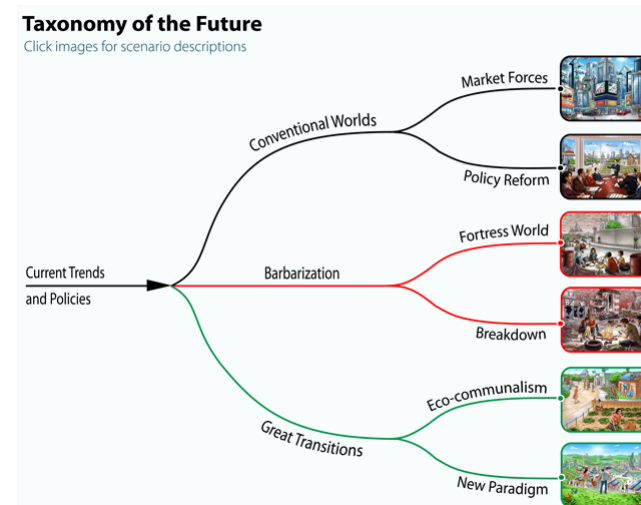 Taxonomy of the Future
Click images for scenario descriptions
Market Forces
Conventional Worlds
Policy Reform
Fortress World
Current Trends
and Policies
Barbarization
Breakdown
Eco-communalism
Great Transitions
New Paradigm